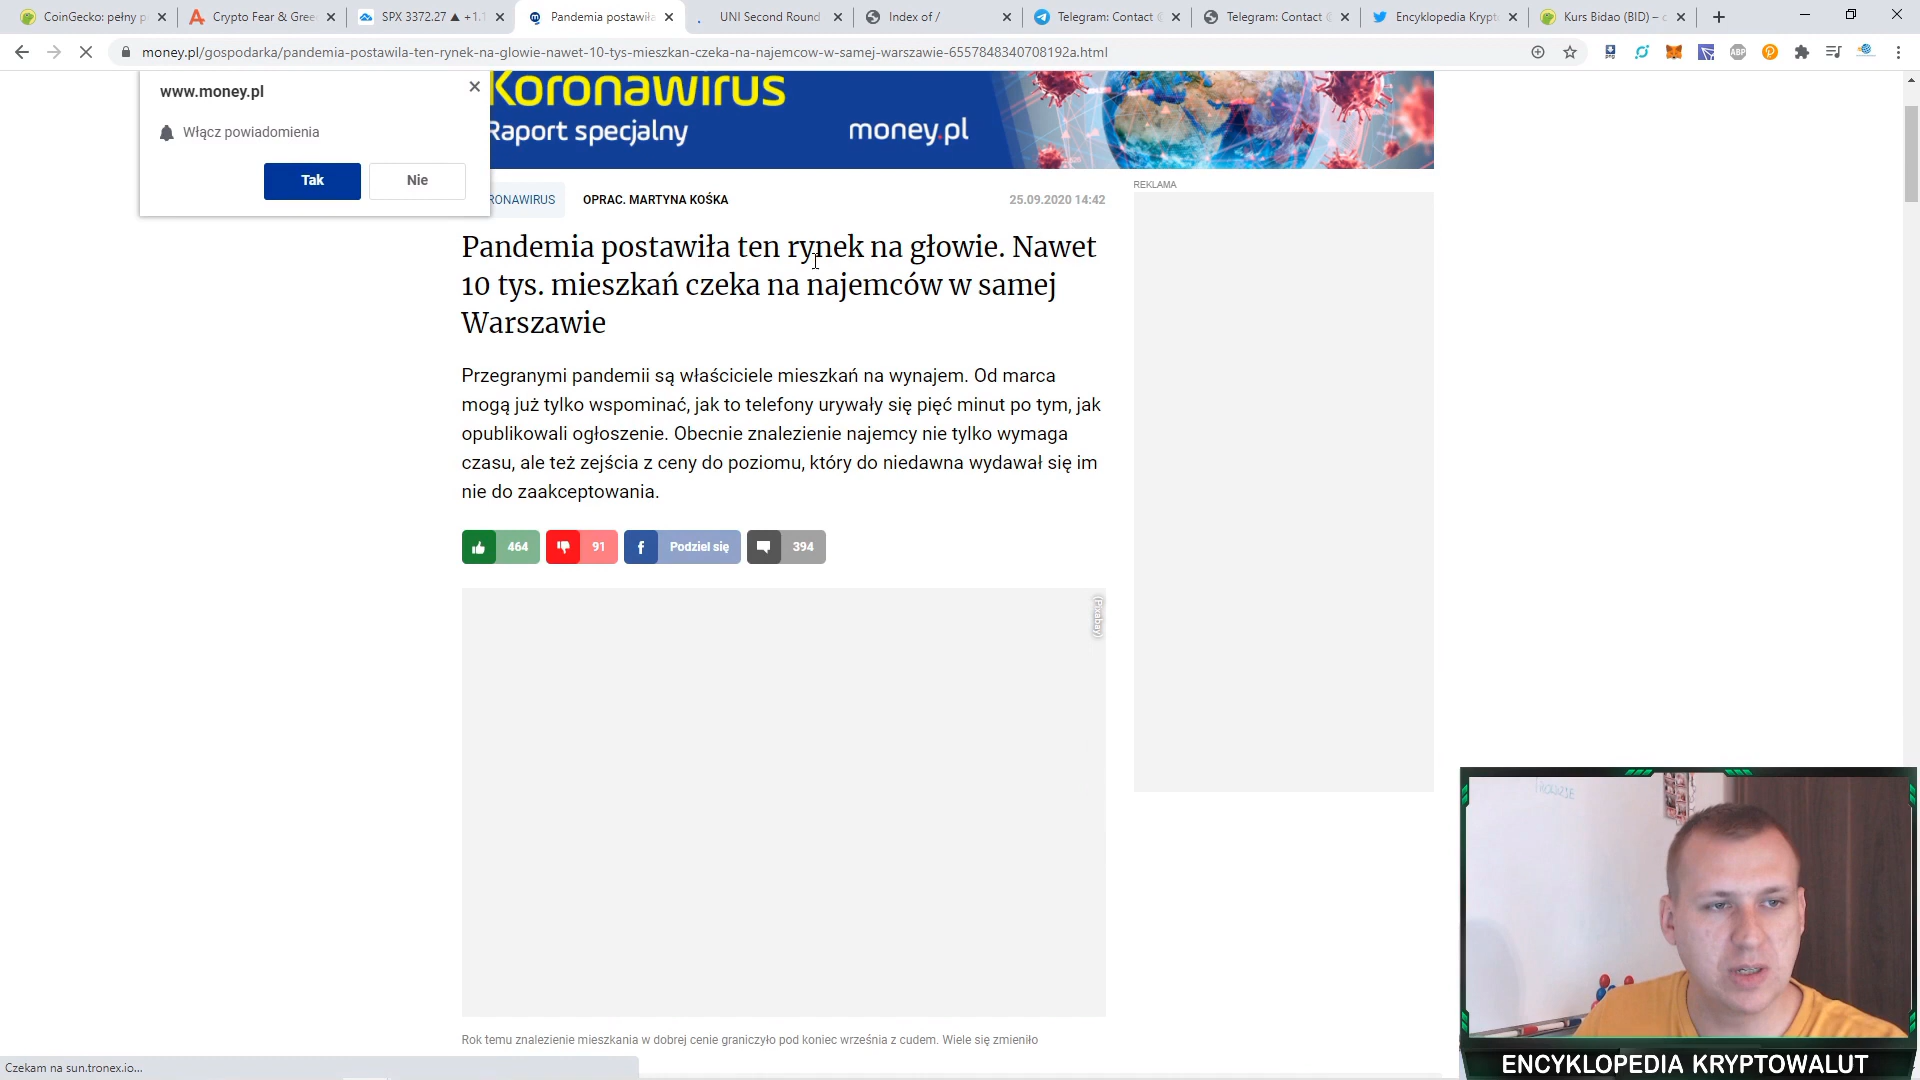 CoinGecko: pełny p
Crypto Fear & Gree
SPX 3372.27 ▲ +1.1
Pandemia postawiła
UNI Second Round
Index of /
Telegram: Contact
Telegram: Contact
Encyklopedia Krypt
Kurs Bidao (BID) –
money.pl/gospodarka/pandemia-postawila-ten-rynek-na-glowie-nawet-10-tys-mieszkan-czeka-na-najemcow-w-samej-warszawie-6557848340708192a.html
ABP
www.money.pl
Włącz powiadomienia
Tak
Nie
Koronawirus
Raport specjalny
money.pl
RONAWIRUS
OPRAC. MARTYNA KOŚKA
25.09.2020 14:42
REKLAMA
Pandemia postawiła ten rynek na głowie. Nawet
10 tys. mieszkań czeka na najemców w samej
Warszawie
Przegranymi pandemii są właściciele mieszkań na wynajem. Od marca
mogą już tylko wspominać, jak to telefony urywały się pięć minut po tym, jak
opublikowali ogłoszenie. Obecnie znalezienie najemcy nie tylko wymaga
czasu, ale też zejścia z ceny do poziomu, który do niedawna wydawał się im
nie do zaakceptowania.
464
91
Podziel się
394
(Pixabay)
Rok temu znalezienie mieszkania w dobrej cenie graniczyło pod koniec września z cudem. Wiele się zmieniło
Czekam na sun.tronex.io...
ENCYKLOPEDIA KRYPTOWALUT